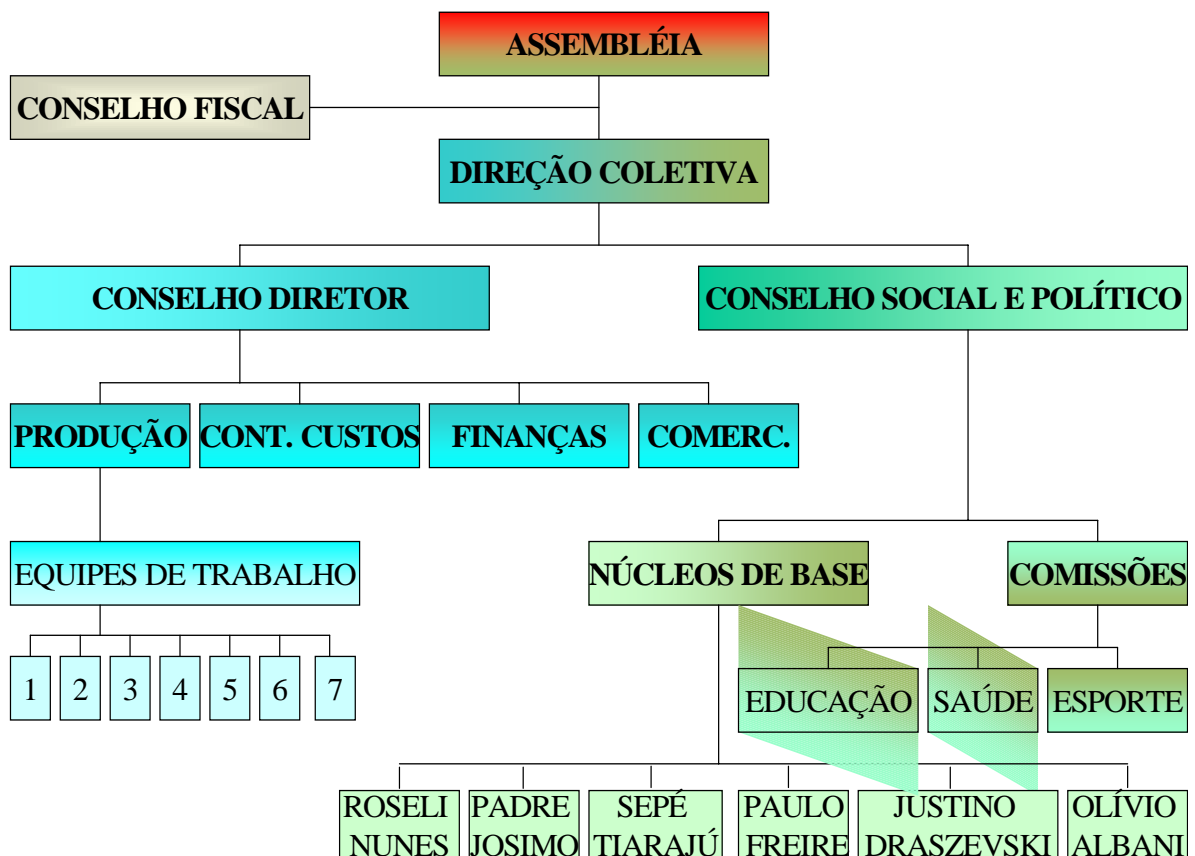 ASSEMBLÉIA
CONSELHO FISCAL
DIREÇÃO COLETIVA
CONSELHO DIRETOR
CONSELHO SOCIAL E POLÍTICO
PRODUÇÃO
CONT. CUSTOS
FINANÇAS
COMERC.
EQUIPES DE TRABALHO
NÚCLEOS DE BASE
COMISSÕES
1
2
3
4
5
6
7
EDUCAÇÃO
SAÚDE
ESPORTE
ROSELI
NUNES
PADRE
JOSIMO
SEPÉ
TIARAJÚ
PAULO
FREIRE
JUSTINO
DRASZEVSKI
OLÍVIO
ALBANI